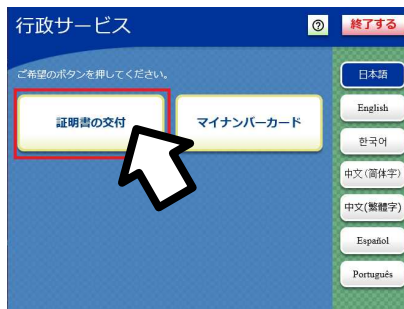 行政サービス
?
終了する
ご希望のボタンを押してください。
証明書の交付
マイナンバーカード
日本語
English
한국어
中文(简体字)
中文(繁體字)
Español
Português